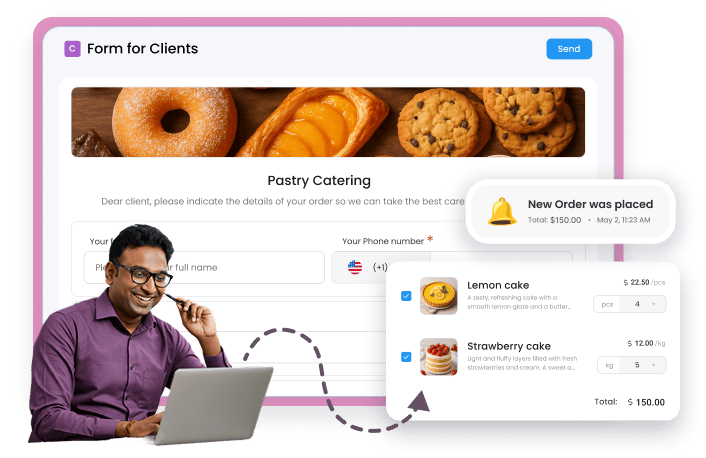 C Form for Clients
Send
Pastry Catering
Dear client, please indicate the details of your order so we can take the best care
New Order was placed
Total: $150.00 • May 2, 11:23 AM
Your
Your Phone number *
full name
(+1)
Lemon cake
$ 22.50 /pcs
A zesty, refreshing cake with a
smooth lemon glaze and a butter...
pcs 4
Strawberry cake
$ 12.00 /kg
Light and fluffy layers filled with fresh
strawberries and cream. A sweet a...
kg 5
Total: $ 150.00